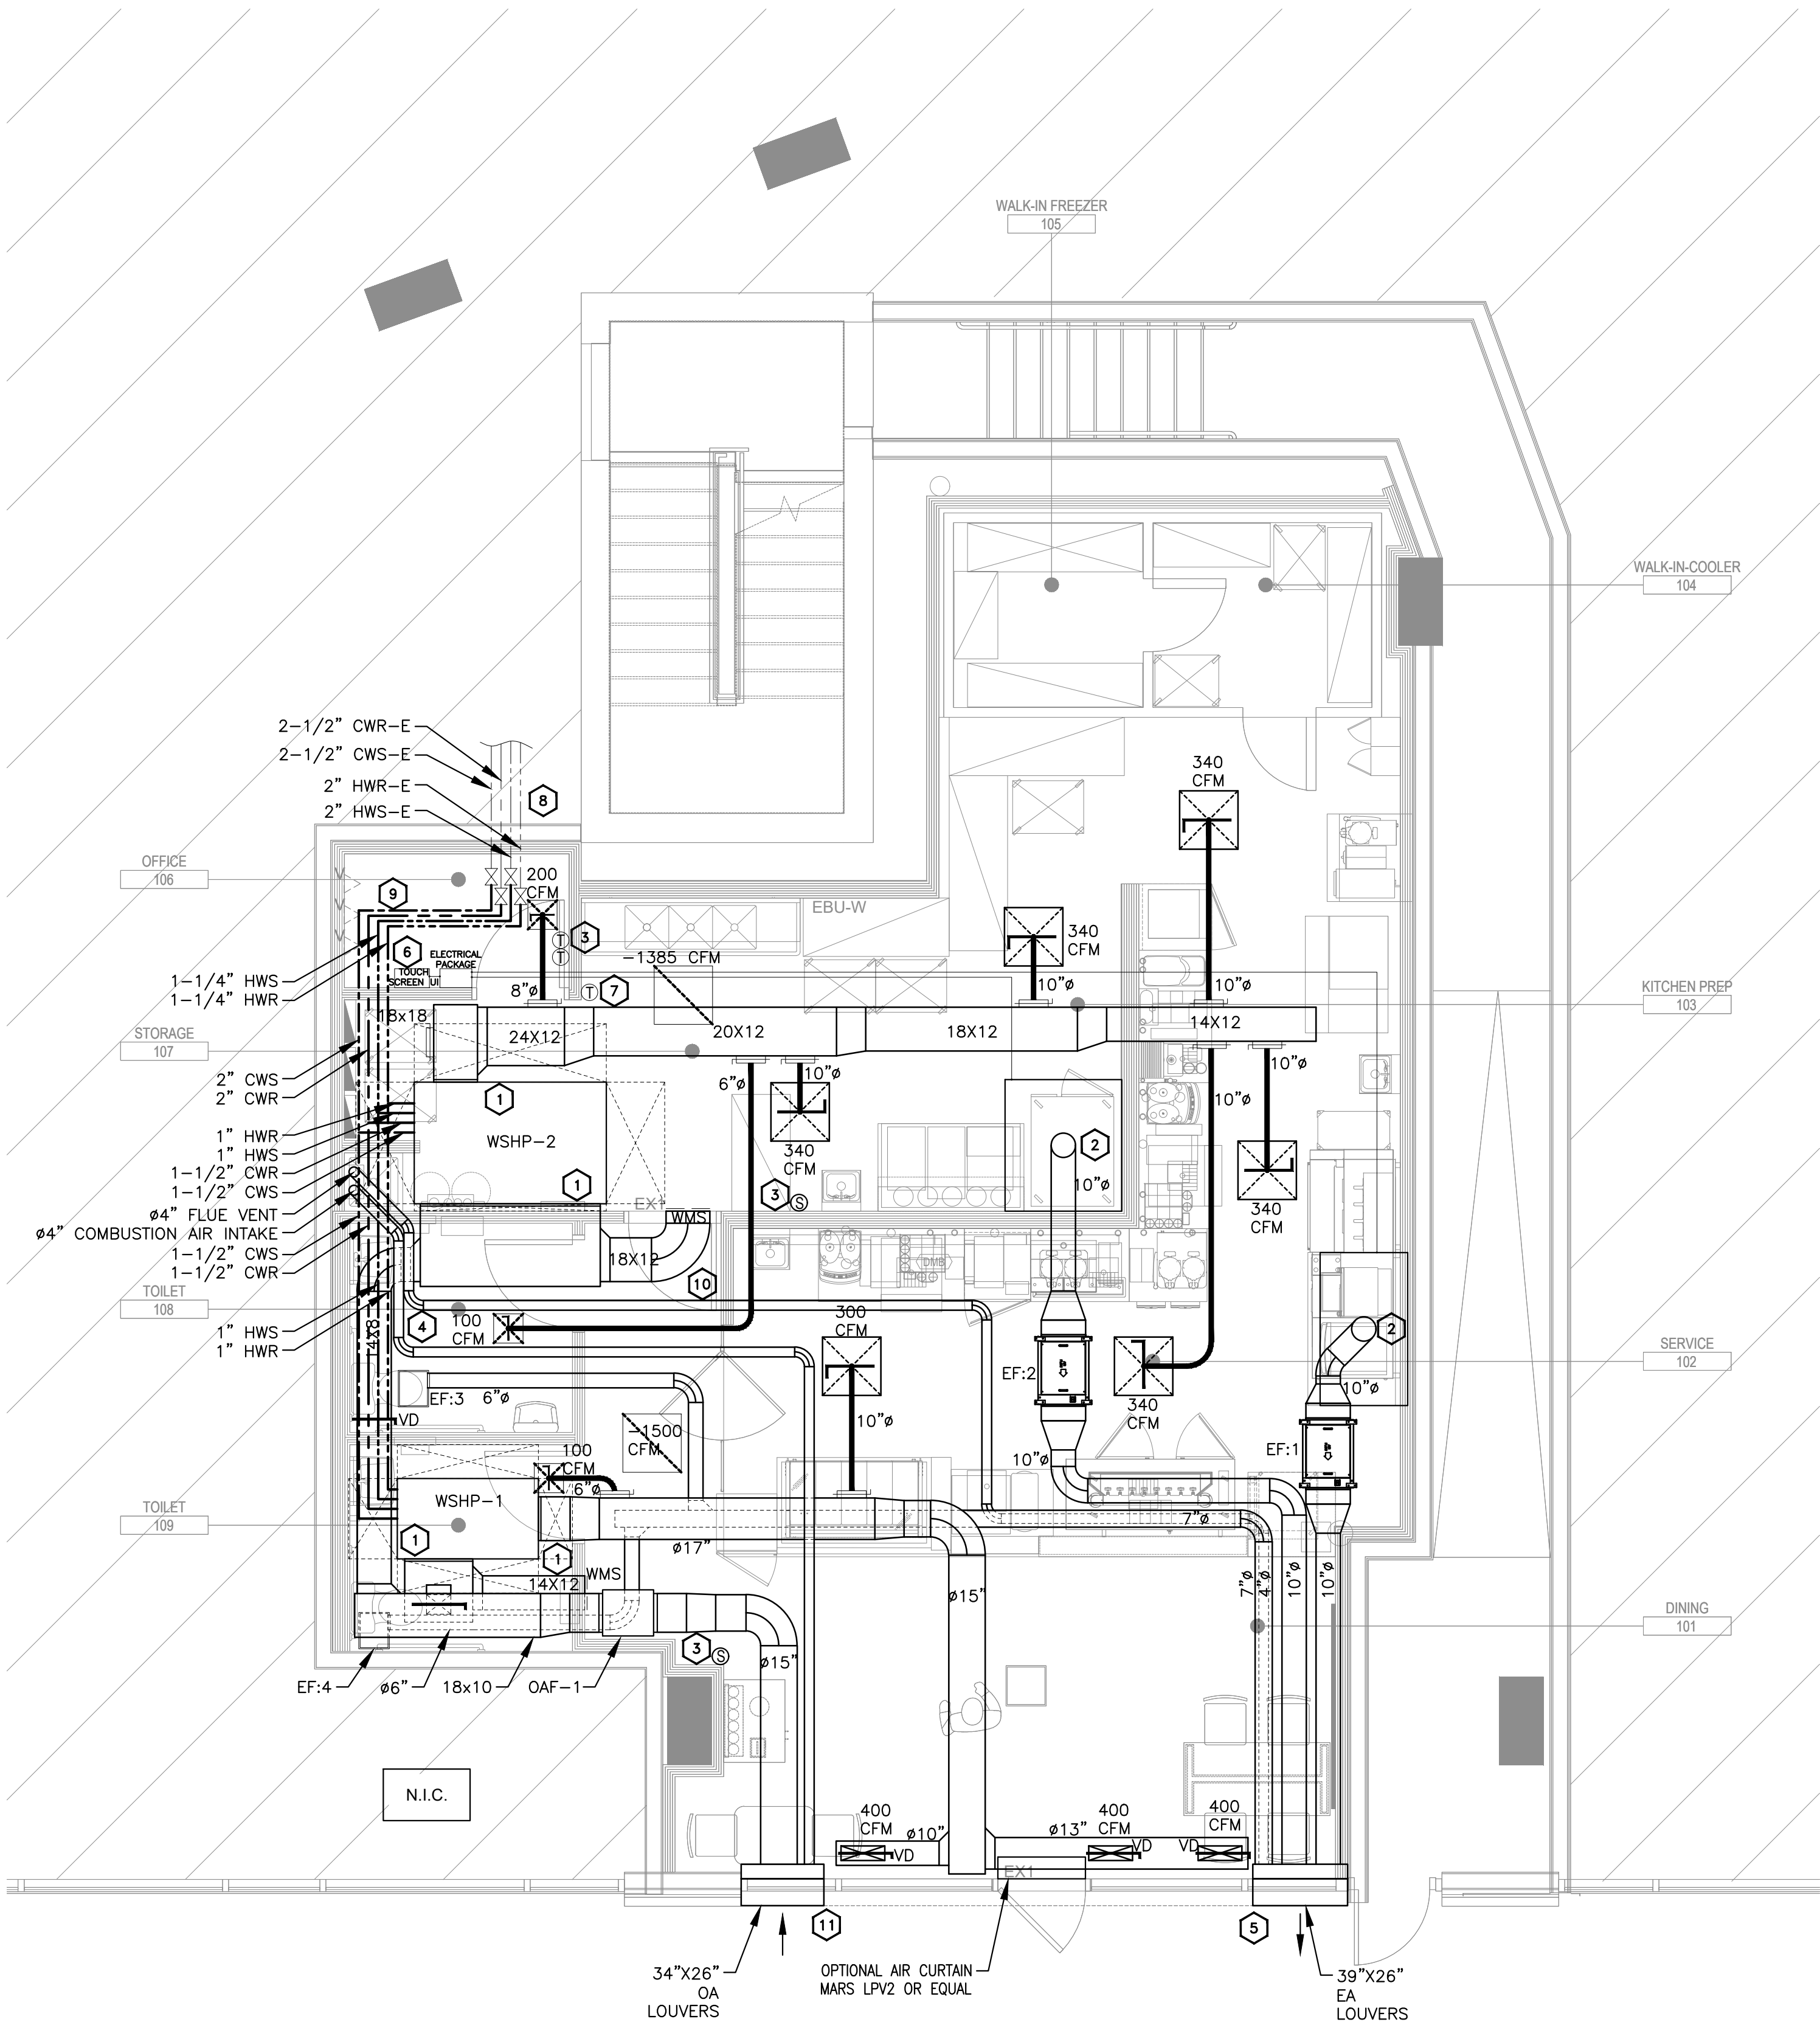 WALK-IN FREEZER
105
WALK-IN-COOLER
104
2-1/2" CWR-E
2-1/2" CWS-E
2" HWR-E
2" HWS-E
8
340
CFM
OFFICE
106
9
200
CFM
EBU-W
3
T
T
340
CFM
6
ELECTRICAL
PACKAGE
TOUCH
SCREEN UI
-1385 CFM
1-1/4" HWS
1-1/4" HWR
8"ø
T
7
10"ø
10"ø
KITCHEN PREP
103
18x18
24X12
20X12
18X12
14X12
STORAGE
107
2" CWS
2" CWR
6"ø
10"ø
10"ø
10"ø
1
WSHP-2
1" HWR
1" HWS
1-1/2" CWR
1-1/2" CWS
ø4" FLUE VENT
ø4" COMBUSTION AIR INTAKE
1-1/2" CWS
1-1/2" CWR
340
CFM
2
10"ø
1
3
S
340
CFM
EX1
WMS
18X12
DMB
10
TOILET
108
1" HWS
1" HWR
14X8
4
100
CFM
300
CFM
2
SERVICE
102
EF:2
EF:3
6"ø
10"ø
340
CFM
10"ø
VD
-1500
CFM
10"ø
EF:1
100
CFM
6"ø
WSHP-1
TOILET
109
1
1
ø17"
7"ø
14X12
WMS
ø15"
7"ø
4"ø
10"ø
10"ø
DINING
101
3
S
ø15"
EF:4
ø6"
18x10
OAF-1
N.I.C.
400
CFM
ø10"
VD
ø13"
400
CFM
VD
400
CFM
VD
EX1
11
5
34"X26"
OA
LOUVERS
OPTIONAL AIR CURTAIN
MARS LPV2 OR EQUAL
39"X26"
EA
LOUVERS